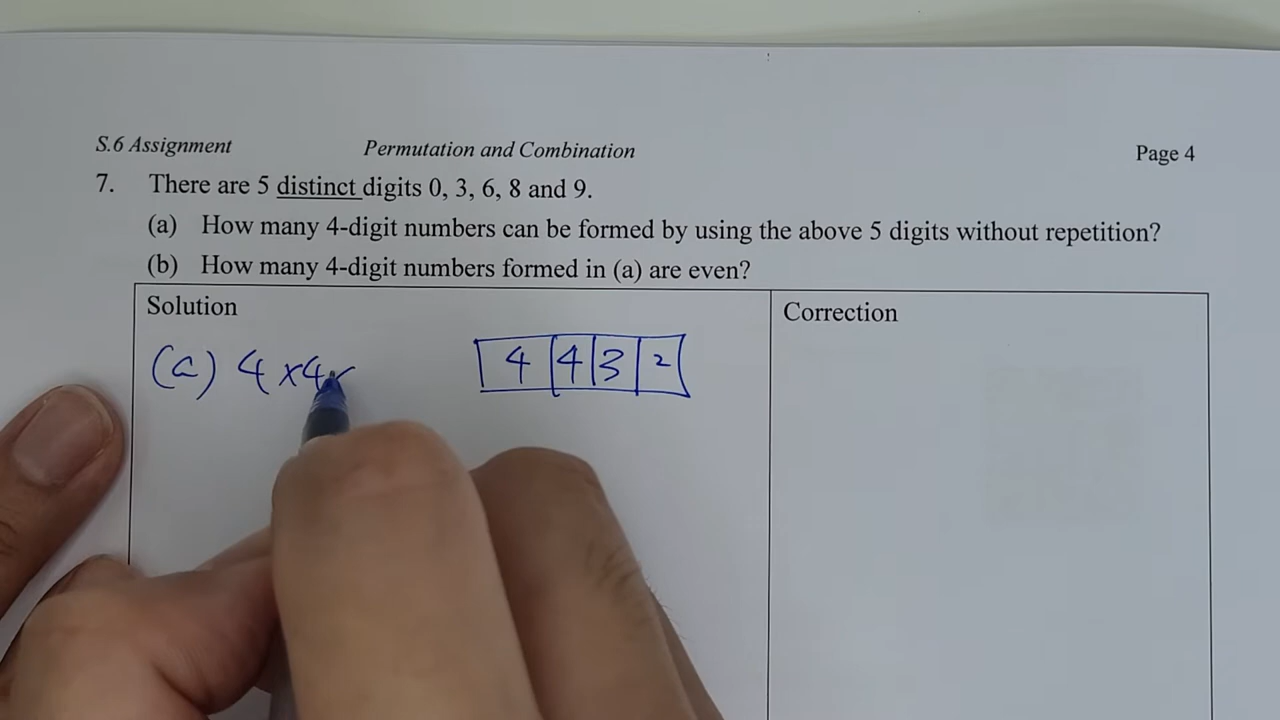 S.6 Assignment Permutation and Combination Page 4
7. There are 5 distinct digits 0, 3, 6, 8 and 9.
(a) How many 4-digit numbers can be formed by using the above 5 digits without repetition?
(b) How many 4-digit numbers formed in (a) are even?
Solution
Correction
(a) 4 × 4 ×
4 4 3 2